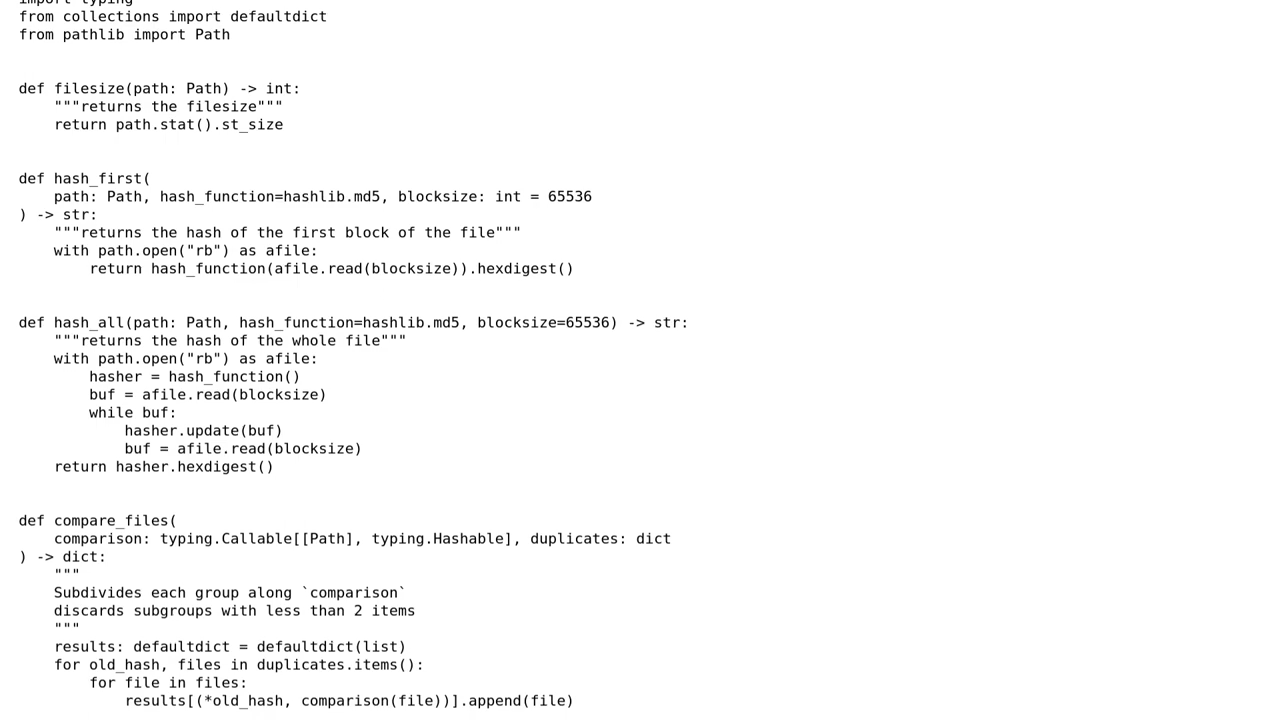 import typing
from collections import defaultdict
from pathlib import Path


def filesize(path: Path) -> int:
    """returns the filesize"""
    return path.stat().st_size


def hash_first(
    path: Path, hash_function=hashlib.md5, blocksize: int = 65536
) -> str:
    """returns the hash of the first block of the file"""
    with path.open("rb") as afile:
        return hash_function(afile.read(blocksize)).hexdigest()


def hash_all(path: Path, hash_function=hashlib.md5, blocksize=65536) -> str:
    """returns the hash of the whole file"""
    with path.open("rb") as afile:
        hasher = hash_function()
        buf = afile.read(blocksize)
        while buf:
            hasher.update(buf)
            buf = afile.read(blocksize)
    return hasher.hexdigest()


def compare_files(
    comparison: typing.Callable[[Path], typing.Hashable], duplicates: dict
) -> dict:
    """
    Subdivides each group along `comparison`
    discards subgroups with less than 2 items
    """
    results: defaultdict = defaultdict(list)
    for old_hash, files in duplicates.items():
        for file in files:
            results[(*old_hash, comparison(file))].append(file)